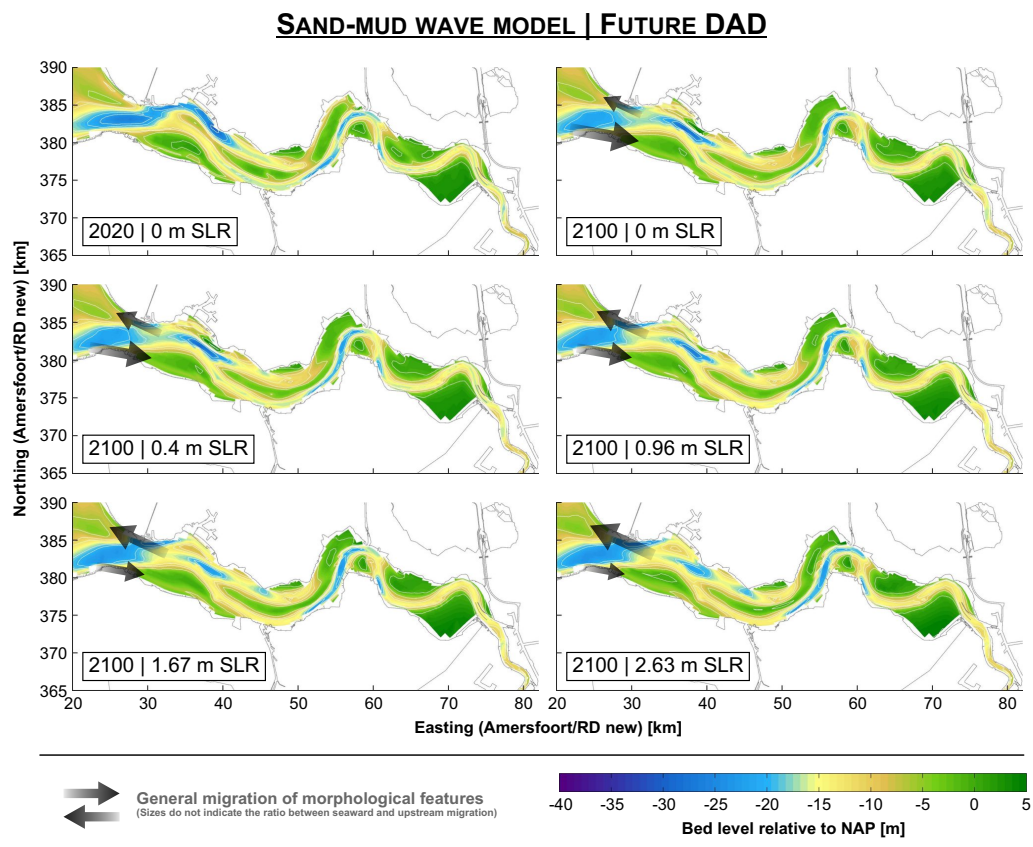 SAND-MUD WAVE MODEL | FUTURE DAD
390
385
380
375
370
365
2020 | 0 m SLR
2100 | 0 m SLR
390
385
380
375
370
365
2100 | 0.4 m SLR
2100 | 0.96 m SLR
Northing (Amersfoort/RD new) [km]
390
385
380
375
370
365
2100 | 1.67 m SLR
2100 | 2.63 m SLR
20 30 40 50 60 70 80 20 30 40 50 60 70 80
Easting (Amersfoort/RD new) [km]
General migration of morphological features
(Sizes do not indicate the ratio between seaward and upstream migration)
-40 -35 -30 -25 -20 -15 -10 -5 0 5
Bed level relative to NAP [m]